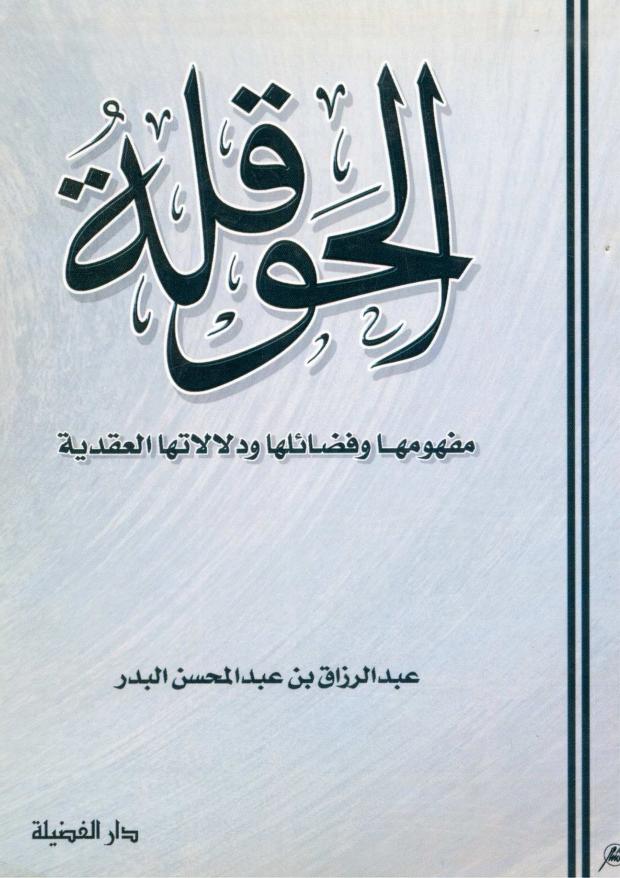 الحوقلة
مفهومها وفضائلها ودلالاتها العقدية
عبدالرزاق بن عبدالمحسن البدر
دار الفضيلة